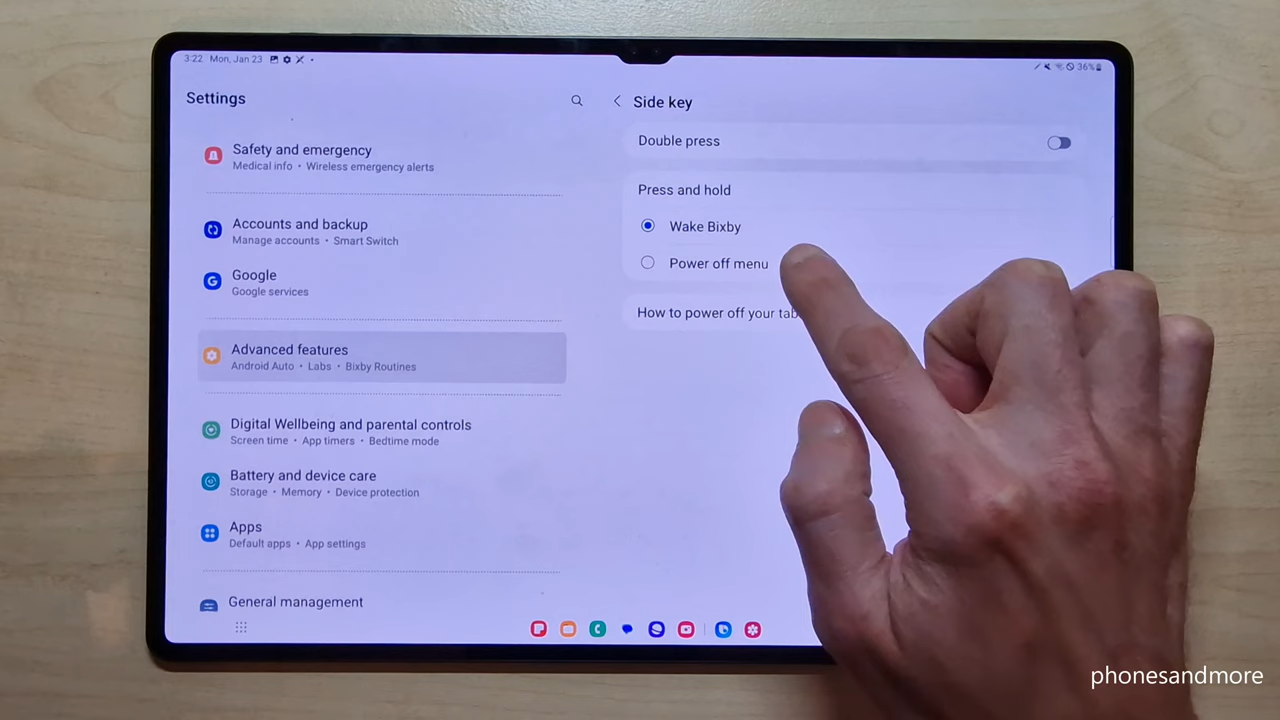 3:22 Mon, Jan 23
36%
Settings
Safety and emergency
Medical info • Wireless emergency alerts
Accounts and backup
Manage accounts • Smart Switch
Google
Google services
Advanced features
Android Auto • Labs • Bixby Routines
Digital Wellbeing and parental controls
Screen time • App timers • Bedtime mode
Battery and device care
Storage • Memory • Device protection
Apps
Default apps • App settings
General management
Side key
Double press
Press and hold
Wake Bixby
Power off menu
How to power off your tab
phonesandmore